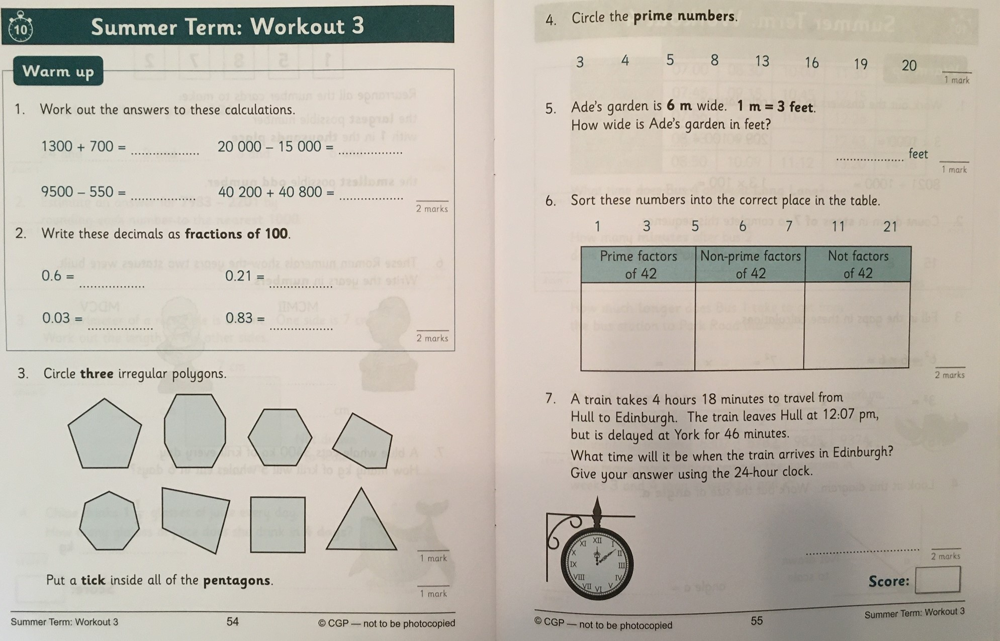 10
Summer Term: Workout 3
Warm up
1. Work out the answers to these calculations.
1300 + 700 = ................ 20 000 – 15 000 = ................
9500 – 550 = ................ 40 200 + 40 800 = ................
2 marks
2. Write these decimals as fractions of 100.
0.6 = ................ 0.21 = ................
0.03 = ................ 0.83 = ................
2 marks
3. Circle three irregular polygons.
1 mark
Put a tick inside all of the pentagons.
1 mark
Summer Term: Workout 3
54
© CGP — not to be photocopied
4. Circle the prime numbers.
3 4 5 8 13 16 19 20
1 mark
5. Ade's garden is 6 m wide. 1 m = 3 feet.
How wide is Ade's garden in feet?
................ feet
1 mark
6. Sort these numbers into the correct place in the table.
1 3 5 6 7 11 21
Prime factors of 42
Non-prime factors of 42
Not factors of 42
2 marks
7. A train takes 4 hours 18 minutes to travel from
Hull to Edinburgh. The train leaves Hull at 12:07 pm,
but is delayed at York for 46 minutes.
What time will it be when the train arrives in Edinburgh?
Give your answer using the 24-hour clock.
XII I II III IV V VI VII VIII IX X XI
2 marks
Score:
© CGP — not to be photocopied
55
Summer Term: Workout 3